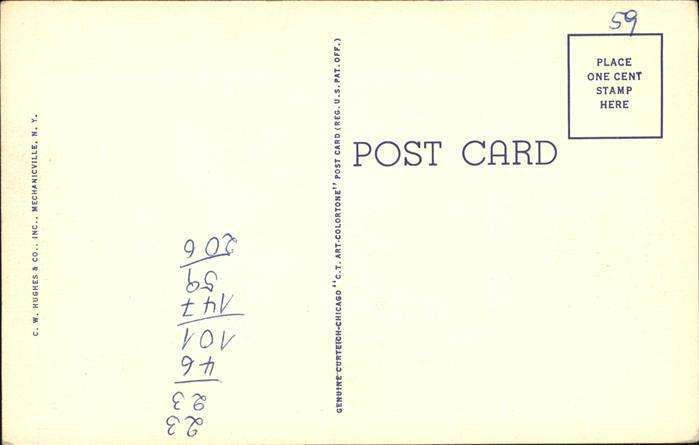 59
PLACE
ONE CENT
STAMP
HERE
POST CARD
C. W. HUGHES & CO., INC., MECHANICVILLE, N. Y.
GENUINE CURTEICH-CHICAGO "C.T. ART-COLORTONE" POST CARD (REG. U.S. PAT. OFF.)
23
23
46
101
147
59
206